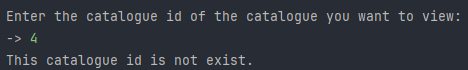 Enter the catalogue id of the catalogue you want to view:
-> 4
This catalogue id is not exist.